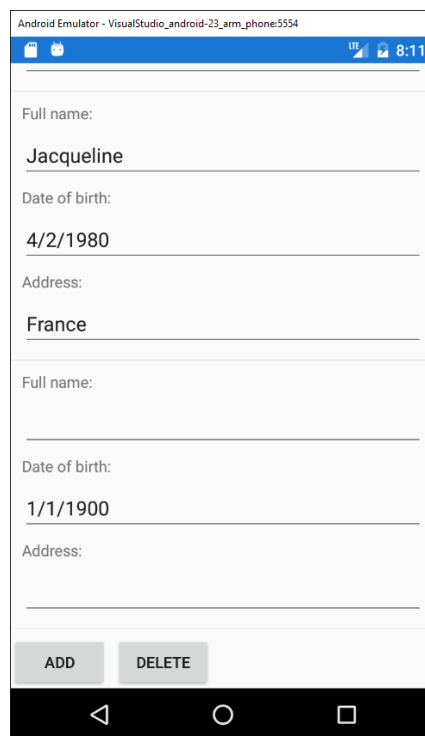 Android Emulator - VisualStudio_android-23_arm_phone:5554
LTE 8:11
Full name:
Jacqueline
Date of birth:
4/2/1980
Address:
France
Full name:
Date of birth:
1/1/1900
Address:
ADD DELETE